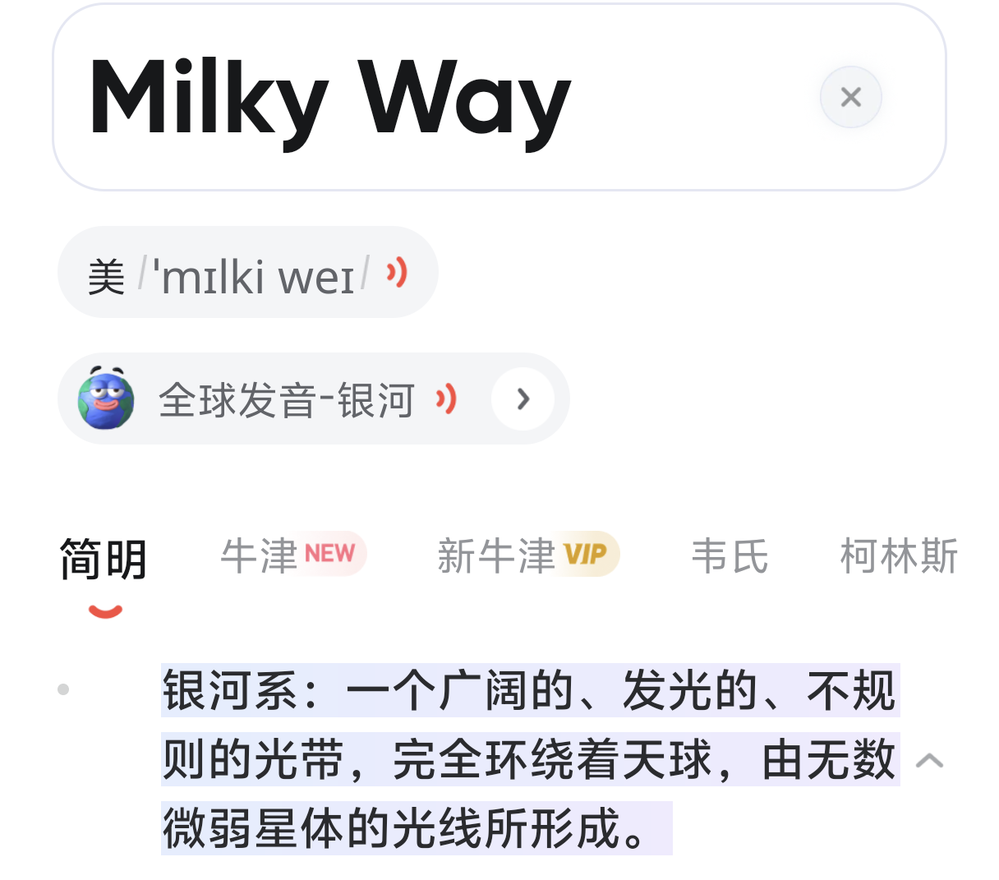 Milky Way
美 /ˈmɪlki weɪ/
全球发音-银河
简明 牛津 NEW 新牛津 VIP 韦氏 柯林斯
银河系：一个广阔的、发光的、不规
则的光带，完全环绕着天球，由无数
微弱星体的光线所形成。